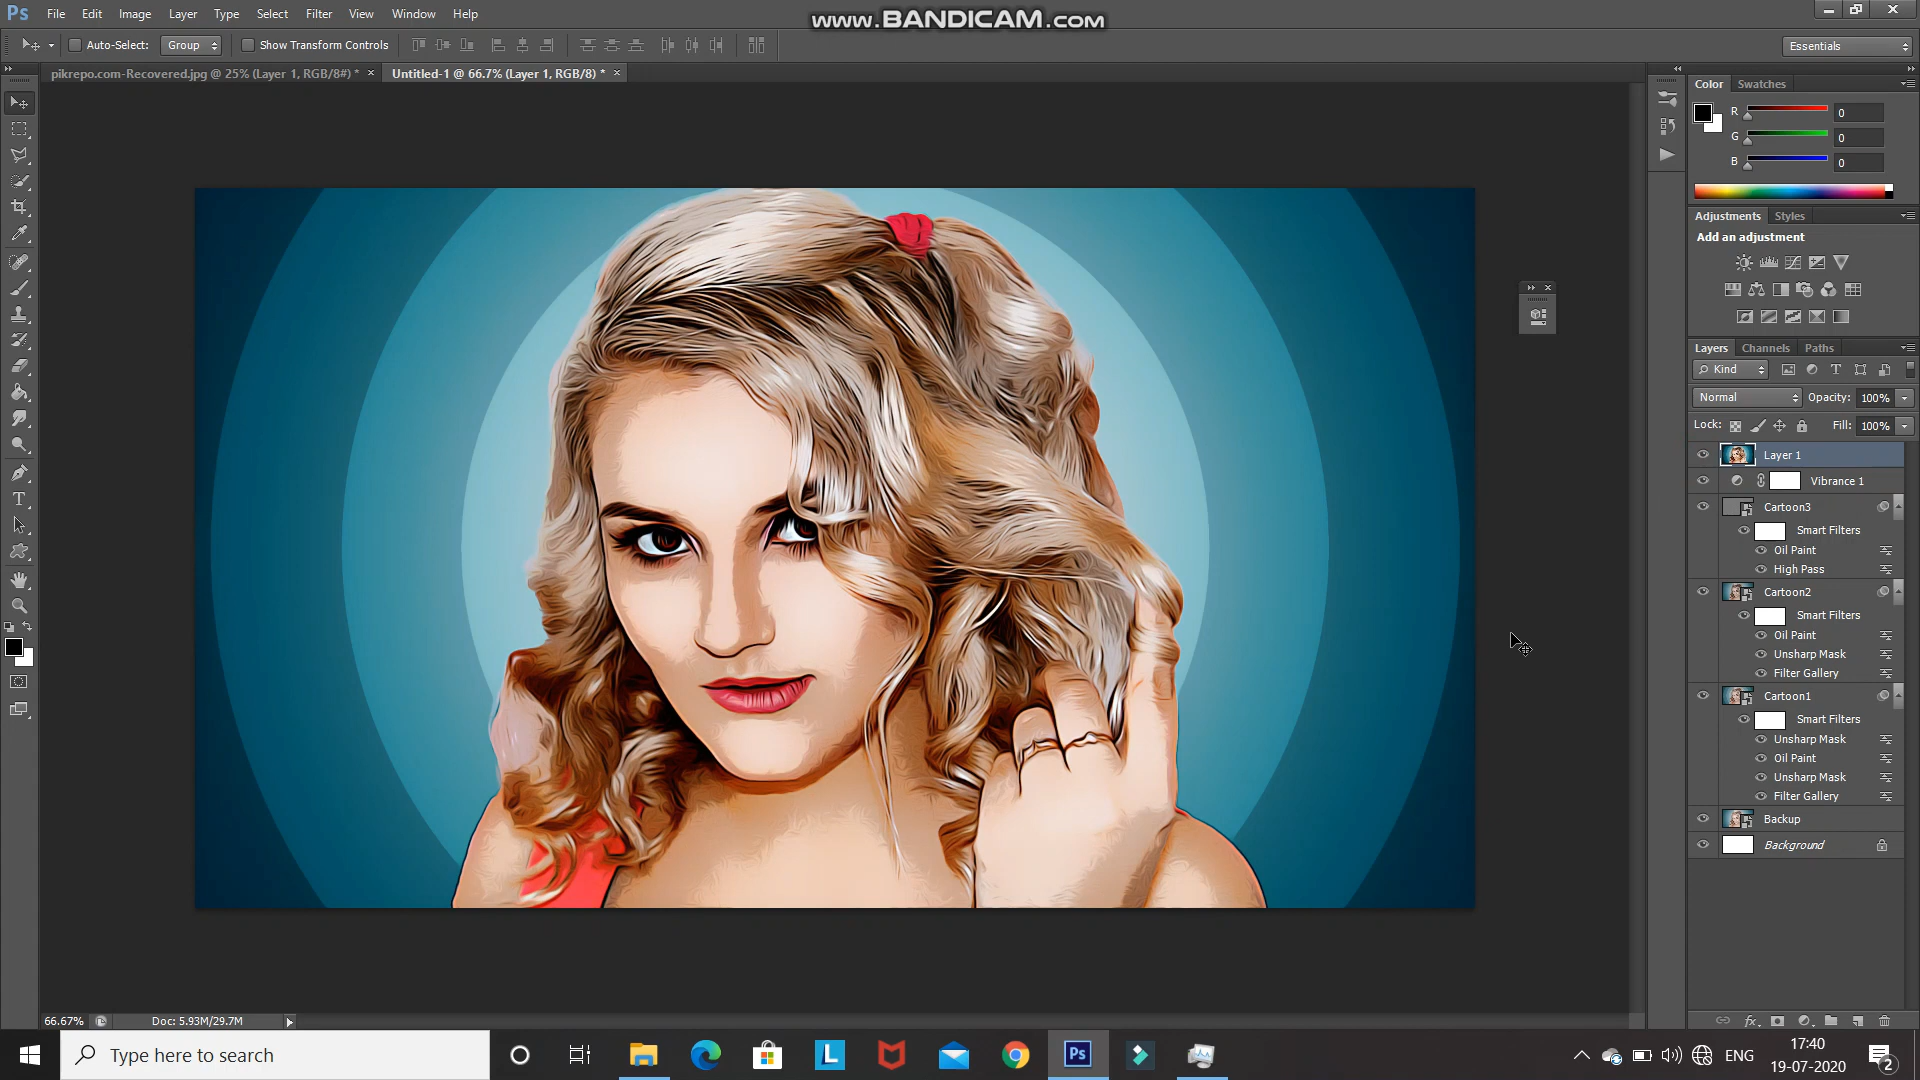 Ps File Edit Image Layer Type Select Filter View Window Help
www.BANDICAM.com
Auto-Select: Group Show Transform Controls Essentials
pikrepo.com-Recovered.jpg @ 25% (Layer 1, RGB/8#) * × Untitled-1 @ 66.7% (Layer 1, RGB/8) * ×
Color Swatches
R 0
G 0
B 0
Adjustments Styles
Add an adjustment
Layers Channels Paths
Kind
Normal Opacity: 100%
Lock: Fill: 100%
Layer 1
Vibrance 1
Cartoon3
Smart Filters
Oil Paint
High Pass
Cartoon2
Smart Filters
Oil Paint
Unsharp Mask
Filter Gallery
Cartoon1
Smart Filters
Unsharp Mask
Oil Paint
Unsharp Mask
Filter Gallery
Backup
Background
66.67% Doc: 5.93M/29.7M
Type here to search
L
Ps
ENG
17:40
19-07-2020
2